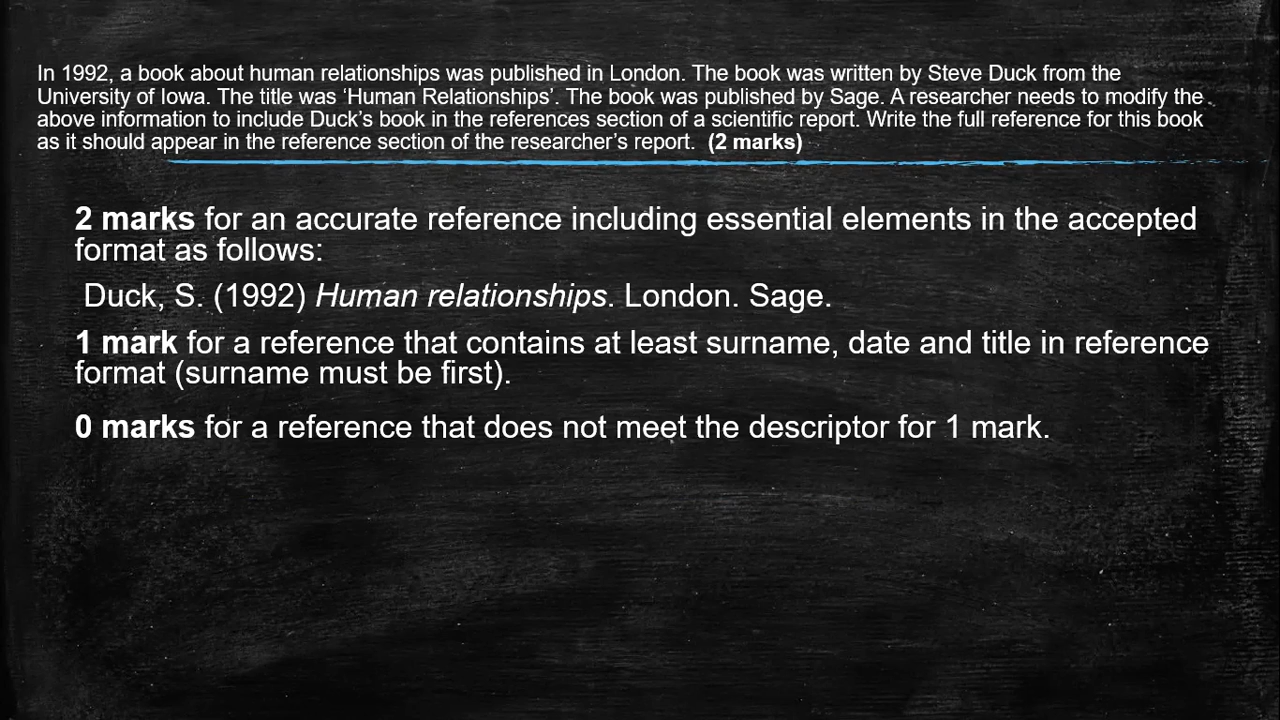 In 1992, a book about human relationships was published in London. The book was written by Steve Duck from the
University of Iowa. The title was ‘Human Relationships’. The book was published by Sage. A researcher needs to modify the
above information to include Duck’s book in the references section of a scientific report. Write the full reference for this book
as it should appear in the reference section of the researcher’s report. (2 marks)
2 marks for an accurate reference including essential elements in the accepted
format as follows:
Duck, S. (1992) Human relationships. London. Sage.
1 mark for a reference that contains at least surname, date and title in reference
format (surname must be first).
0 marks for a reference that does not meet the descriptor for 1 mark.